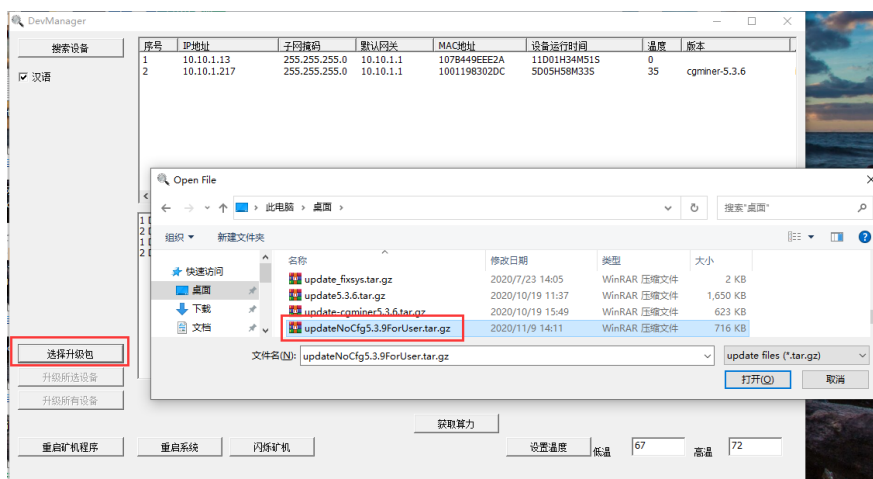 DevManager
搜索设备
汉语
序号 IP地址 子网掩码 默认网关 MAC地址 设备运行时间 温度 版本
1 10.10.1.13 255.255.255.0 10.10.1.1 107B449EEE2A 11D01H34M51S 0
2 10.10.1.217 255.255.255.0 10.10.1.1 1001198302DC 5D05H58M33S 35 cgminer-5.3.6
Open File
此电脑 › 桌面 ›
搜索"桌面"
组织 新建文件夹
名称 修改日期 类型 大小
快速访问
桌面
下载
文档
update_fixsys.tar.gz 2020/7/23 14:05 WinRAR 压缩文件 2 KB
update5.3.6.tar.gz 2020/10/19 11:37 WinRAR 压缩文件 1,650 KB
update-cgminer5.3.6.tar.gz 2020/10/19 15:49 WinRAR 压缩文件 623 KB
updateNoCfg5.3.9ForUser.tar.gz 2020/11/9 14:11 WinRAR 压缩文件 716 KB
文件名(N): updateNoCfg5.3.9ForUser.tar.gz update files (*.tar.gz)
打开(O) 取消
1
2
1
2
选择升级包
升级所选设备
升级所有设备
获取算力
重启矿机程序 重启系统 闪烁矿机 设置温度 低温 67 高温 72